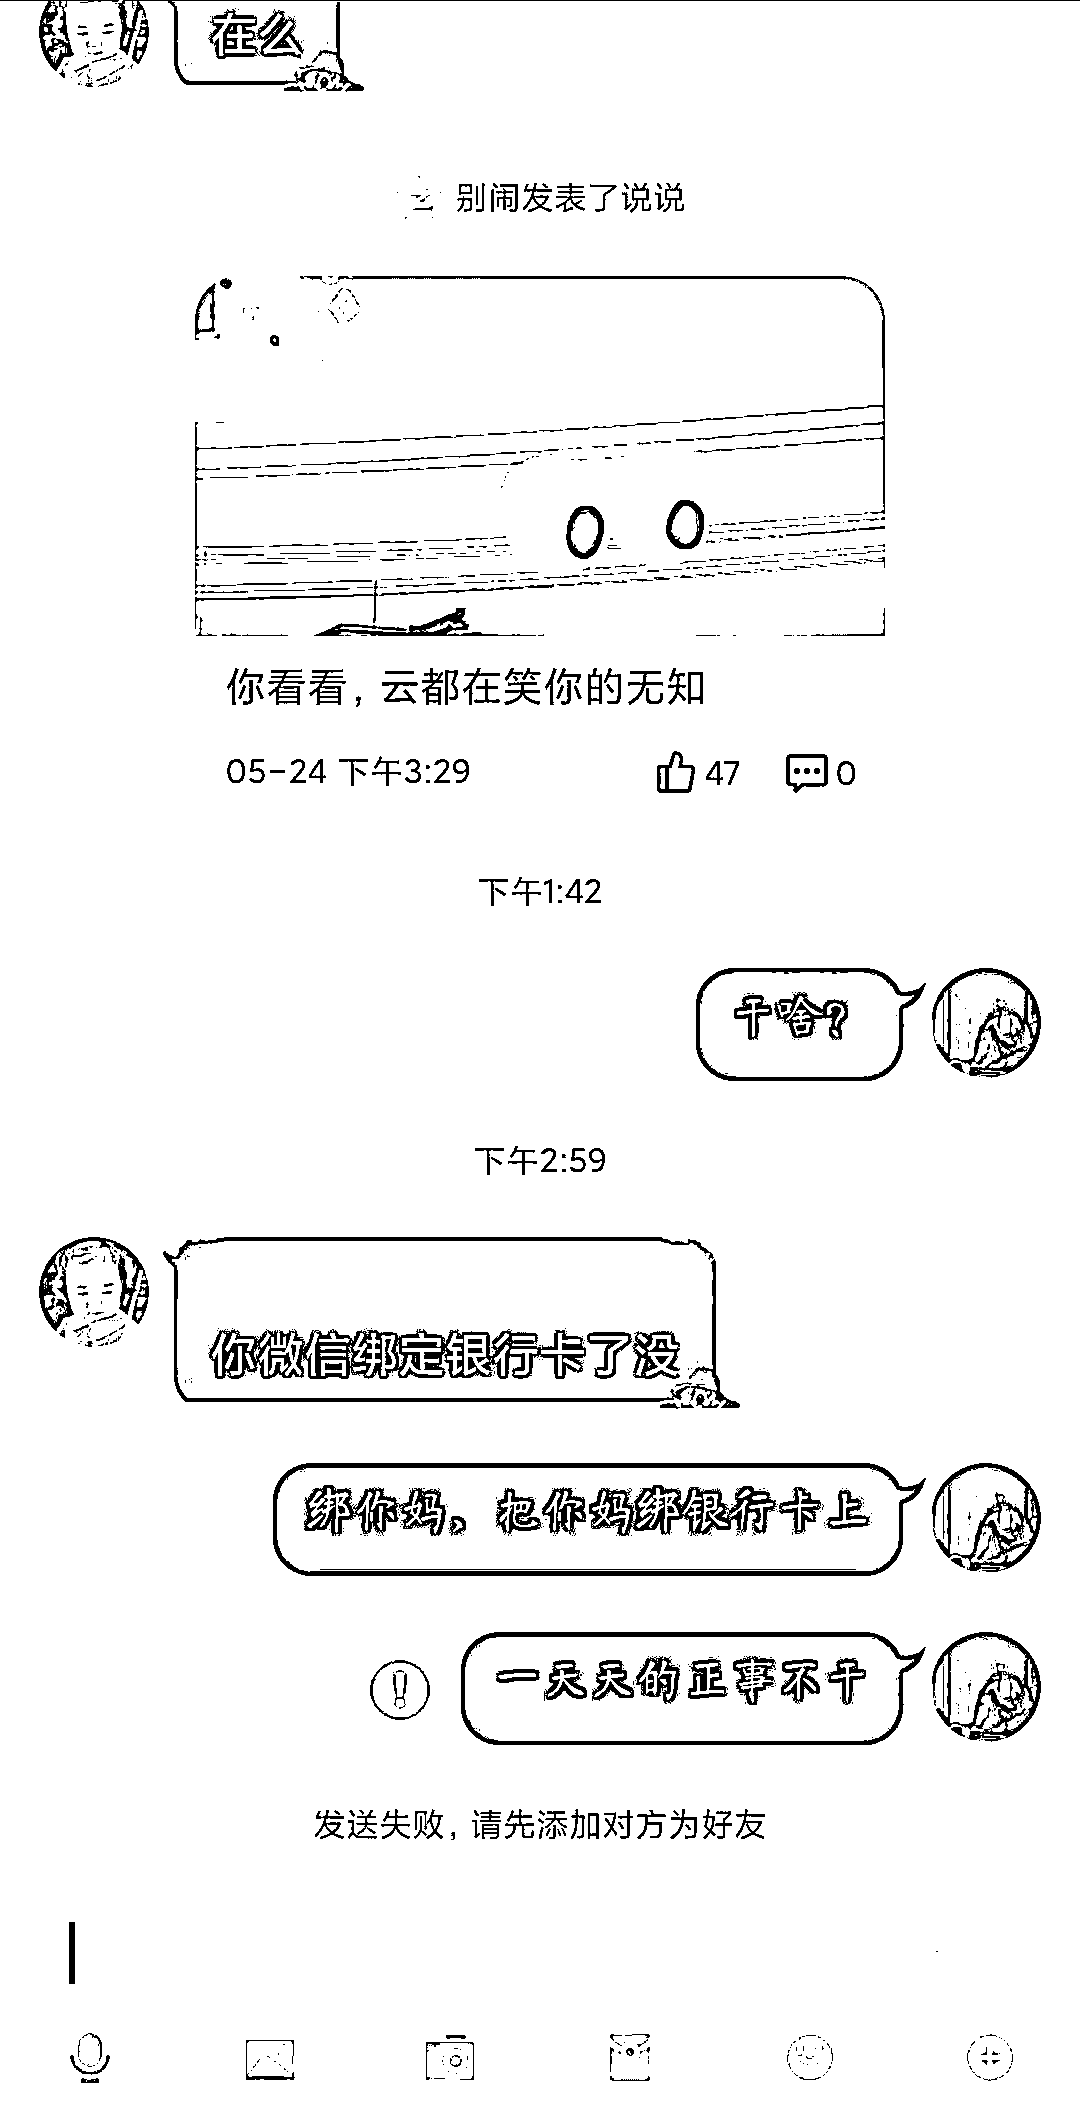 在么
别闹发表了说说
你看看，云都在笑你的无知
05-24 下午3:29 47 0
下午1:42
干啥？
下午2:59
你微信绑定银行卡了没
绑你妈，把你妈绑银行卡上
一天天的正事不干
发送失败，请先添加对方为好友